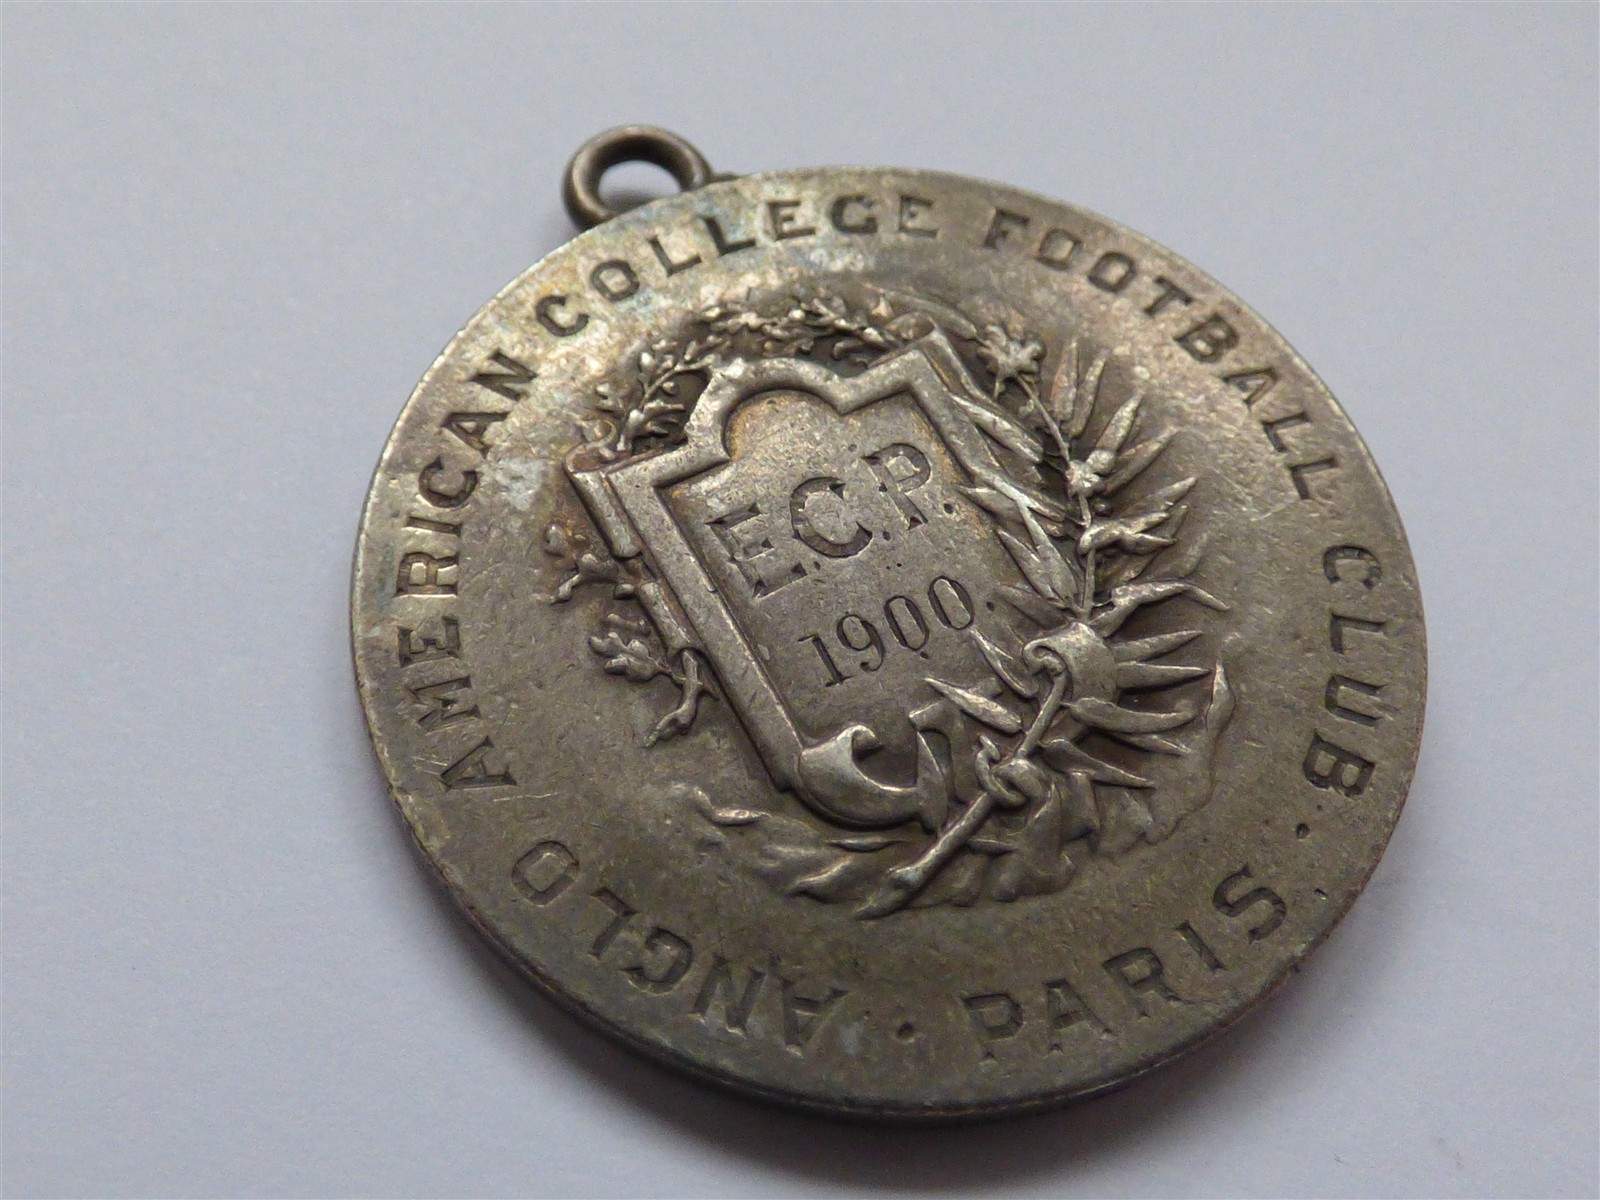 ANGLO AMERICAN COLLEGE FOOTBALL CLUB · PARIS ·
E.C.P.
1900.